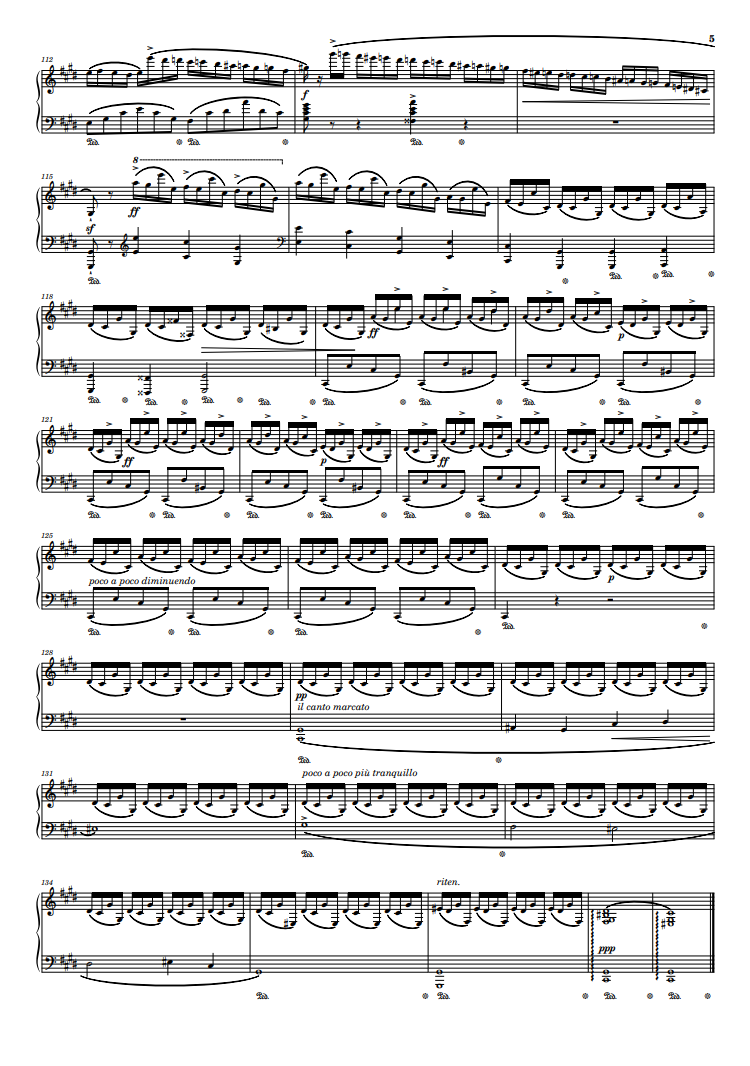 5
112
f
115
8
sf
ff
118
ff
p
121
ff
p
ff
125
poco a poco diminuendo
p
128
pp
il canto marcato
131
poco a poco più tranquillo
134
riten.
ppp